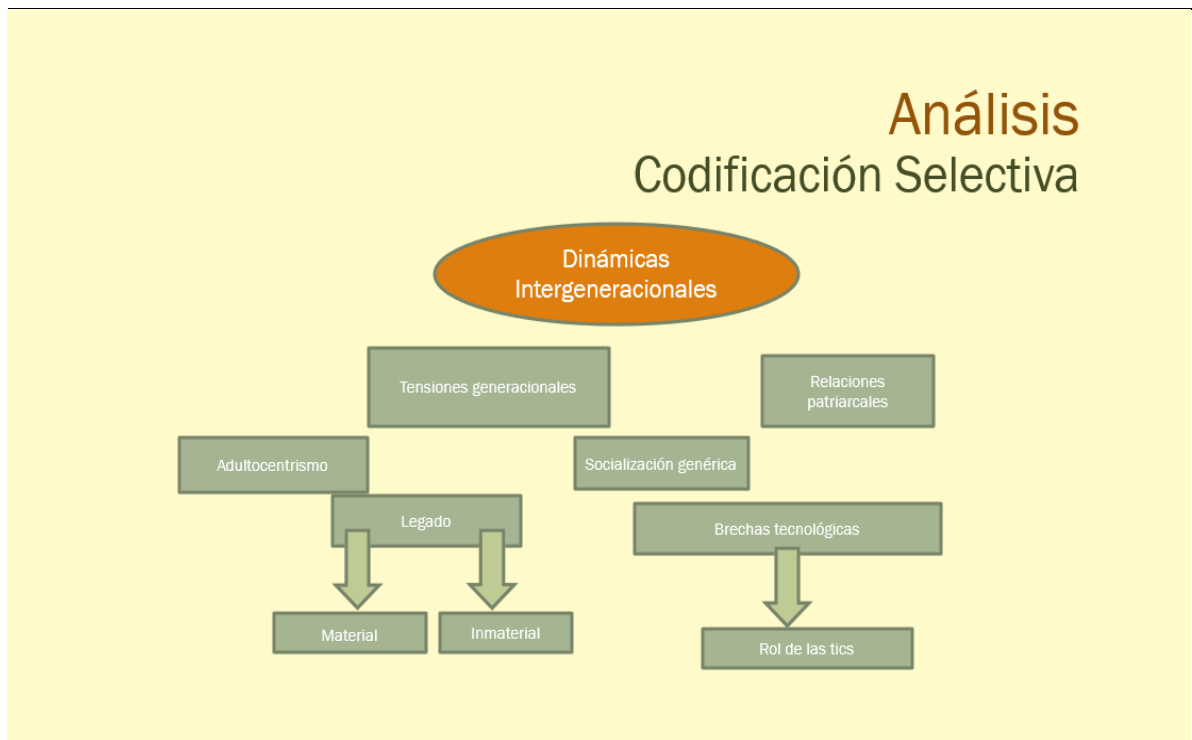 Análisis
Codificación Selectiva
Dinámicas
Intergeneracionales
Tensiones generacionales
Relaciones
patriarcales
Adultocentrismo
Socialización genérica
Legado
Brechas tecnológicas
Material
Inmaterial
Rol de las tics